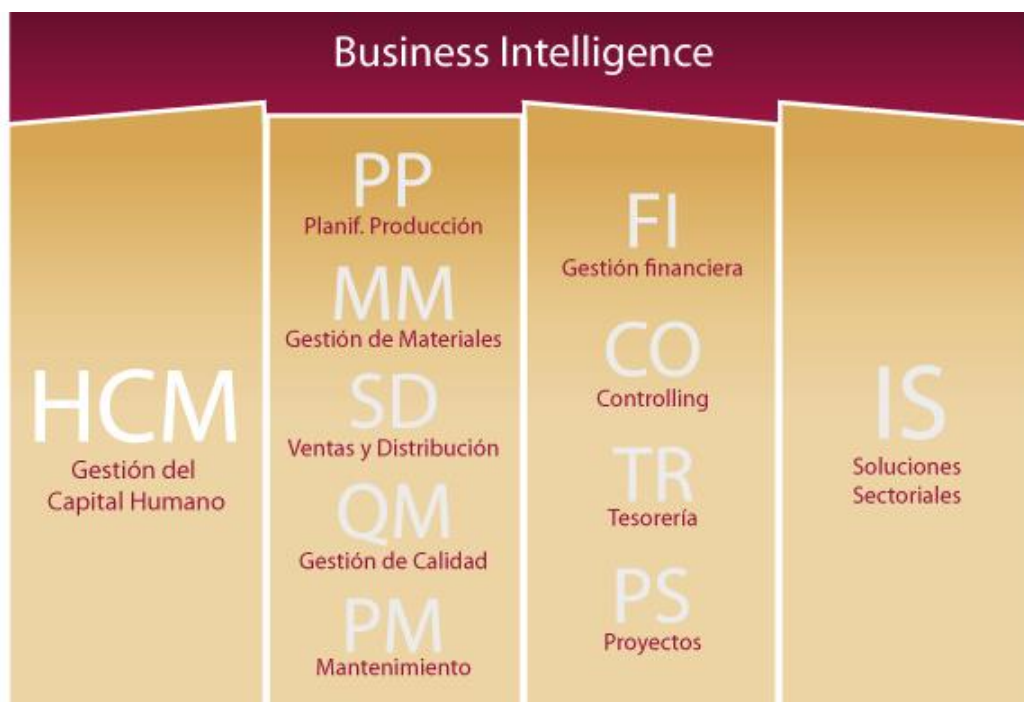 Business Intelligence
HCM
Gestión del
Capital Humano
PP
Planif. Producción
MM
Gestión de Materiales
SD
Ventas y Distribución
QM
Gestión de Calidad
PM
Mantenimiento
FI
Gestión financiera
CO
Controlling
TR
Tesorería
PS
Proyectos
IS
Soluciones
Sectoriales